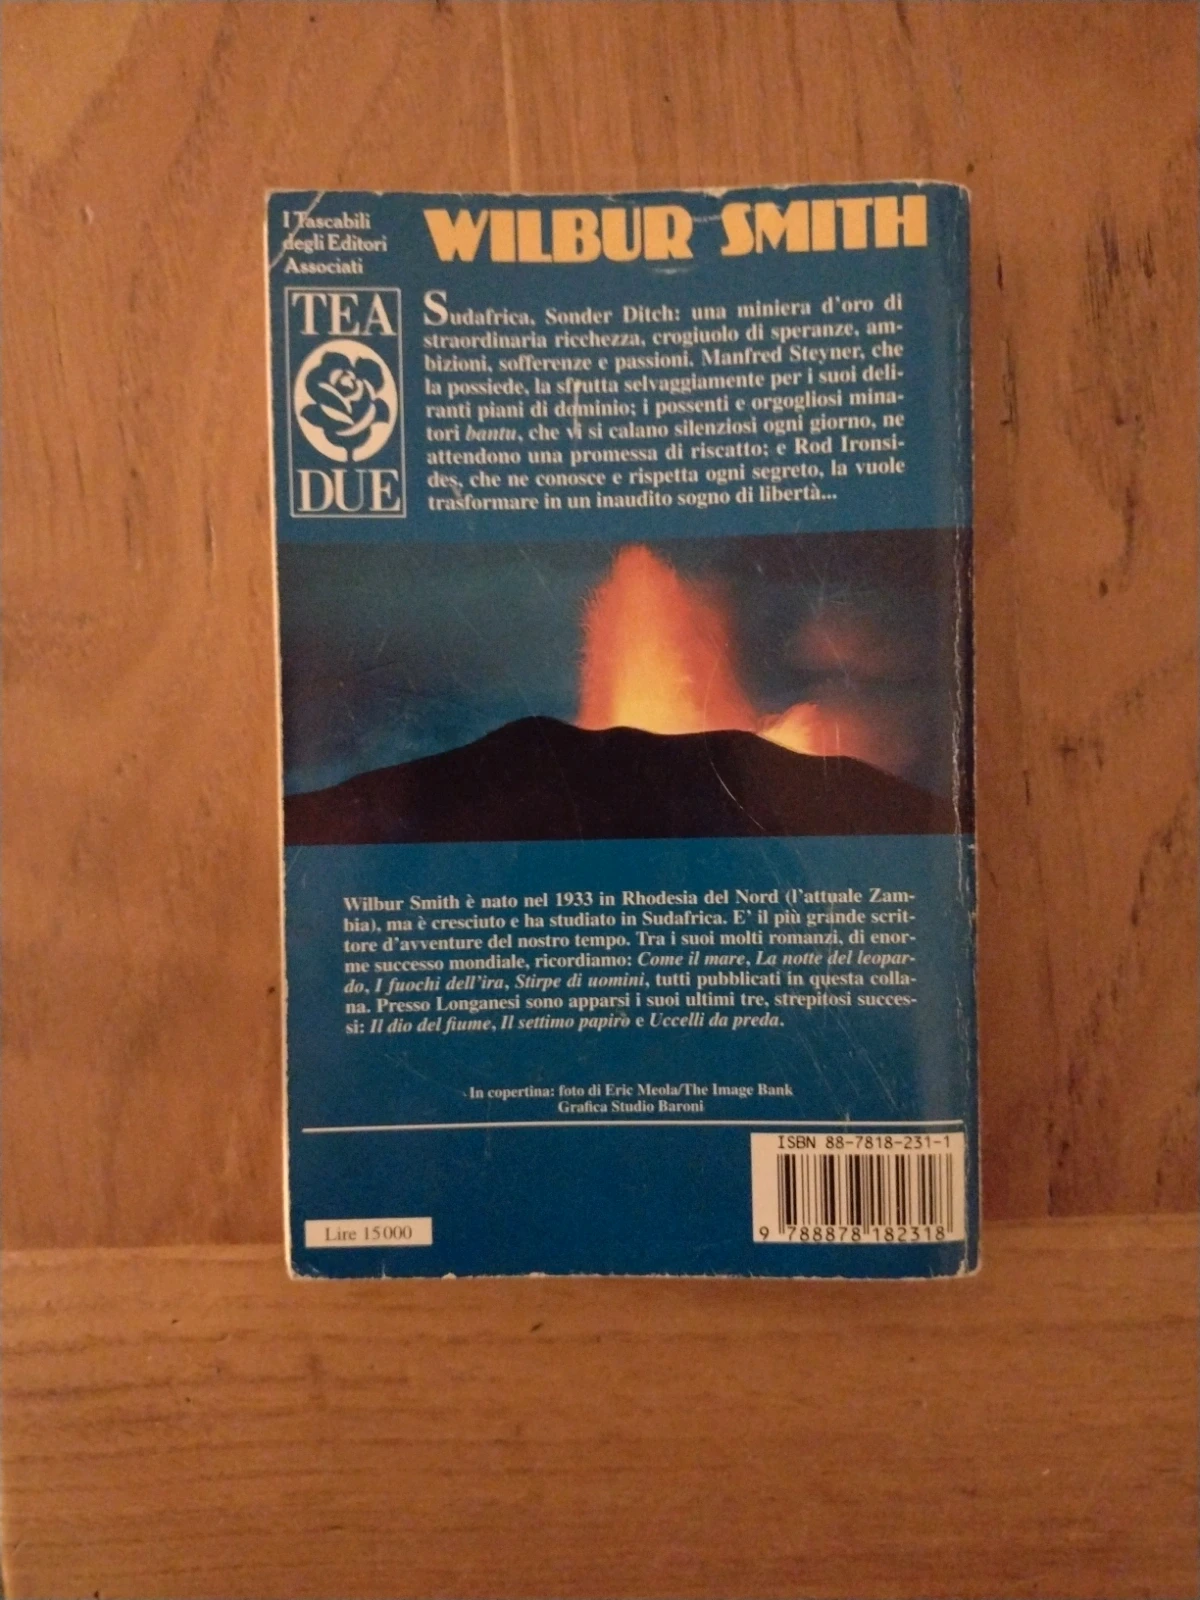 I Tascabili
degli Editori
Associati
TEA
DUE
WILBUR SMITH
Sudafrica, Sonder Ditch: una miniera d'oro di
straordinaria ricchezza, crogiuolo di speranze, am-
bizioni, sofferenze e passioni. Manfred Steyner, che
la possiede, la sfrutta selvaggiamente per i suoi deli-
ranti piani di dominio; i possenti e orgogliosi mina-
tori bantu, che vi si calano silenziosi ogni giorno, ne
attendono una promessa di riscatto; e Rod Ironsi-
des, che ne conosce e rispetta ogni segreto, la vuole
trasformare in un inaudito sogno di libertà...
Wilbur Smith è nato nel 1933 in Rhodesia del Nord (l'attuale Zam-
bia), ma è cresciuto e ha studiato in Sudafrica. E' il più grande scrit-
tore d'avventure del nostro tempo. Tra i suoi molti romanzi, di enor-
me successo mondiale, ricordiamo: Come il mare, La notte del leopar-
do, I fuochi dell'ira, Stirpe di uomini, tutti pubblicati in questa colla-
na. Presso Longanesi sono apparsi i suoi ultimi tre, strepitosi succes-
si: Il dio del fiume, Il settimo papiro e Uccelli da preda.
In copertina: foto di Eric Meola/The Image Bank
Grafica Studio Baroni
ISBN 88-7818-231-1
9 788878 182318
Lire 15000